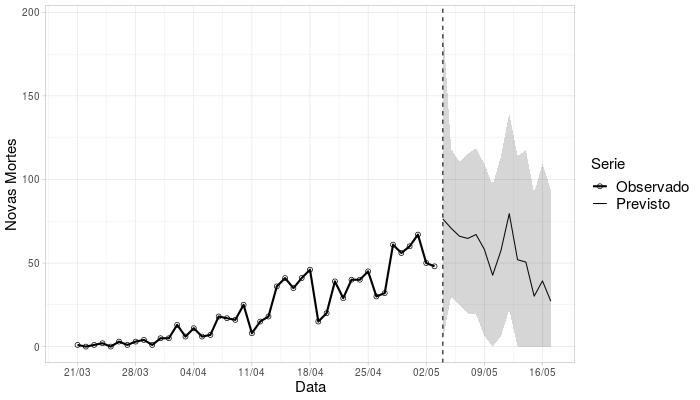 200
150
100
50
0
Novas Mortes
21/03 28/03 04/04 11/04 18/04 25/04 02/05 09/05 16/05
Data
Serie
Observado
Previsto